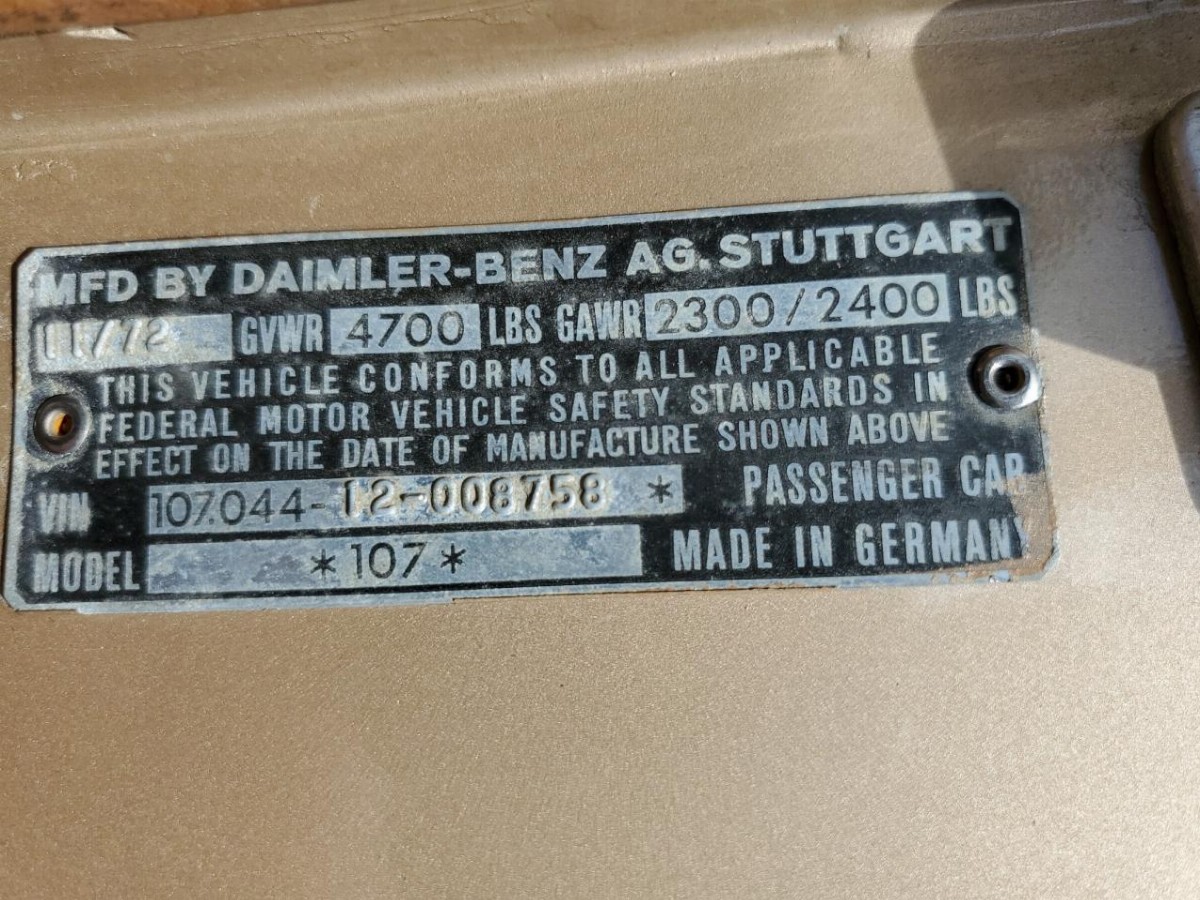 MFD BY DAIMLER-BENZ AG. STUTTGART
11/72 GVWR 4700 LBS GAWR 2300/2400 LBS
THIS VEHICLE CONFORMS TO ALL APPLICABLE
FEDERAL MOTOR VEHICLE SAFETY STANDARDS IN
EFFECT ON THE DATE OF MANUFACTURE SHOWN ABOVE
VIN 107.044-12-008758 * PASSENGER CAR
MODEL *107* MADE IN GERMANY